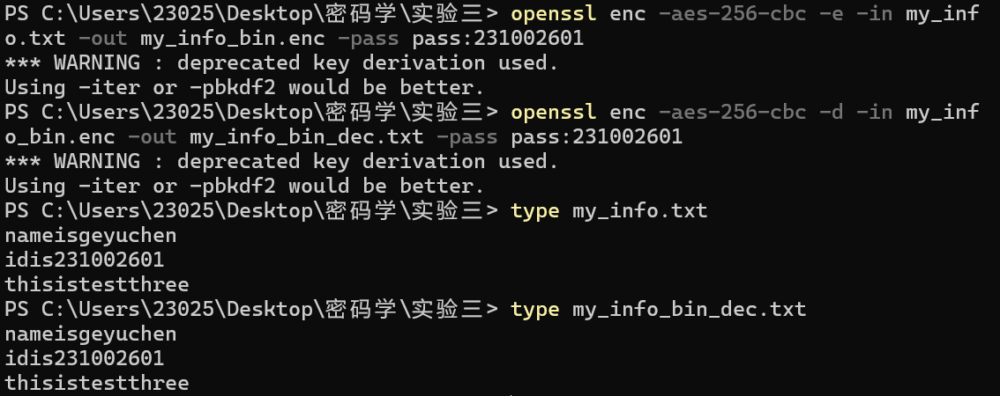 PS C:\Users\23025\Desktop\密码学\实验三> openssl enc -aes-256-cbc -e -in my_inf
o.txt -out my_info_bin.enc -pass pass:231002601
*** WARNING : deprecated key derivation used.
Using -iter or -pbkdf2 would be better.
PS C:\Users\23025\Desktop\密码学\实验三> openssl enc -aes-256-cbc -d -in my_inf
o_bin.enc -out my_info_bin_dec.txt -pass pass:231002601
*** WARNING : deprecated key derivation used.
Using -iter or -pbkdf2 would be better.
PS C:\Users\23025\Desktop\密码学\实验三> type my_info.txt
nameisgeyuchen
idis231002601
thisistestthree
PS C:\Users\23025\Desktop\密码学\实验三> type my_info_bin_dec.txt
nameisgeyuchen
idis231002601
thisistestthree